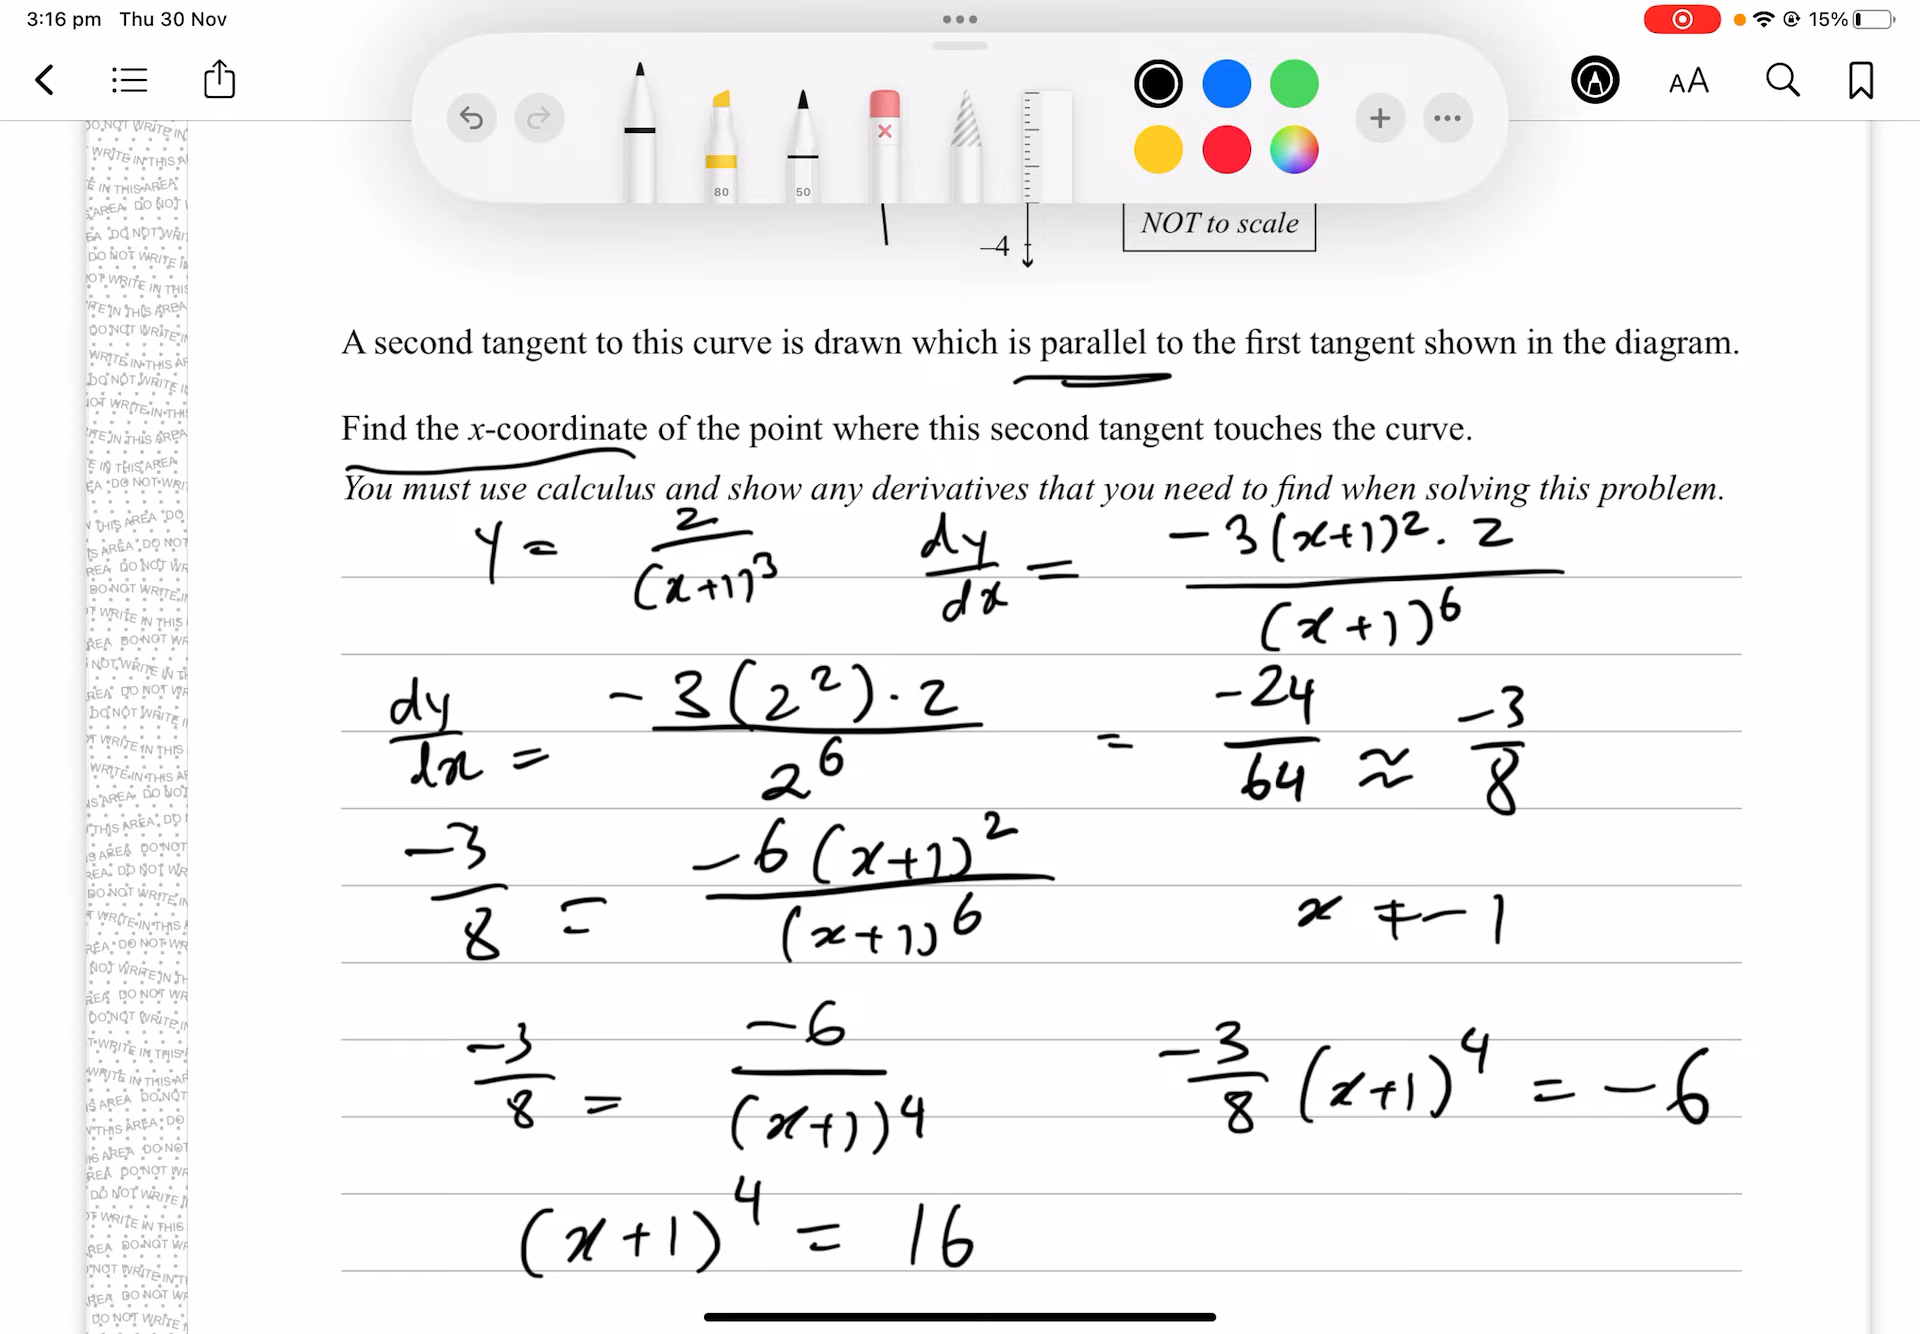 3:16 pm Thu 30 Nov
15%
80
50
-4
NOT to scale
A second tangent to this curve is drawn which is parallel to the first tangent shown in the diagram.
Find the x-coordinate of the point where this second tangent touches the curve.
You must use calculus and show any derivatives that you need to find when solving this problem.
y = 2/(x+1)^3 dy/dx = -3(x+1)^2 . 2/(x+1)^6
dy/dx = -3(2^2) . 2/2^6 = -24/64 ≈ -3/8
-3/8 = -6(x+1)^2/(x+1)^6 x ≠ -1
-3/8 = -6/(x+1)^4 -3/8 (x+1)^4 = -6
(x+1)^4 = 16